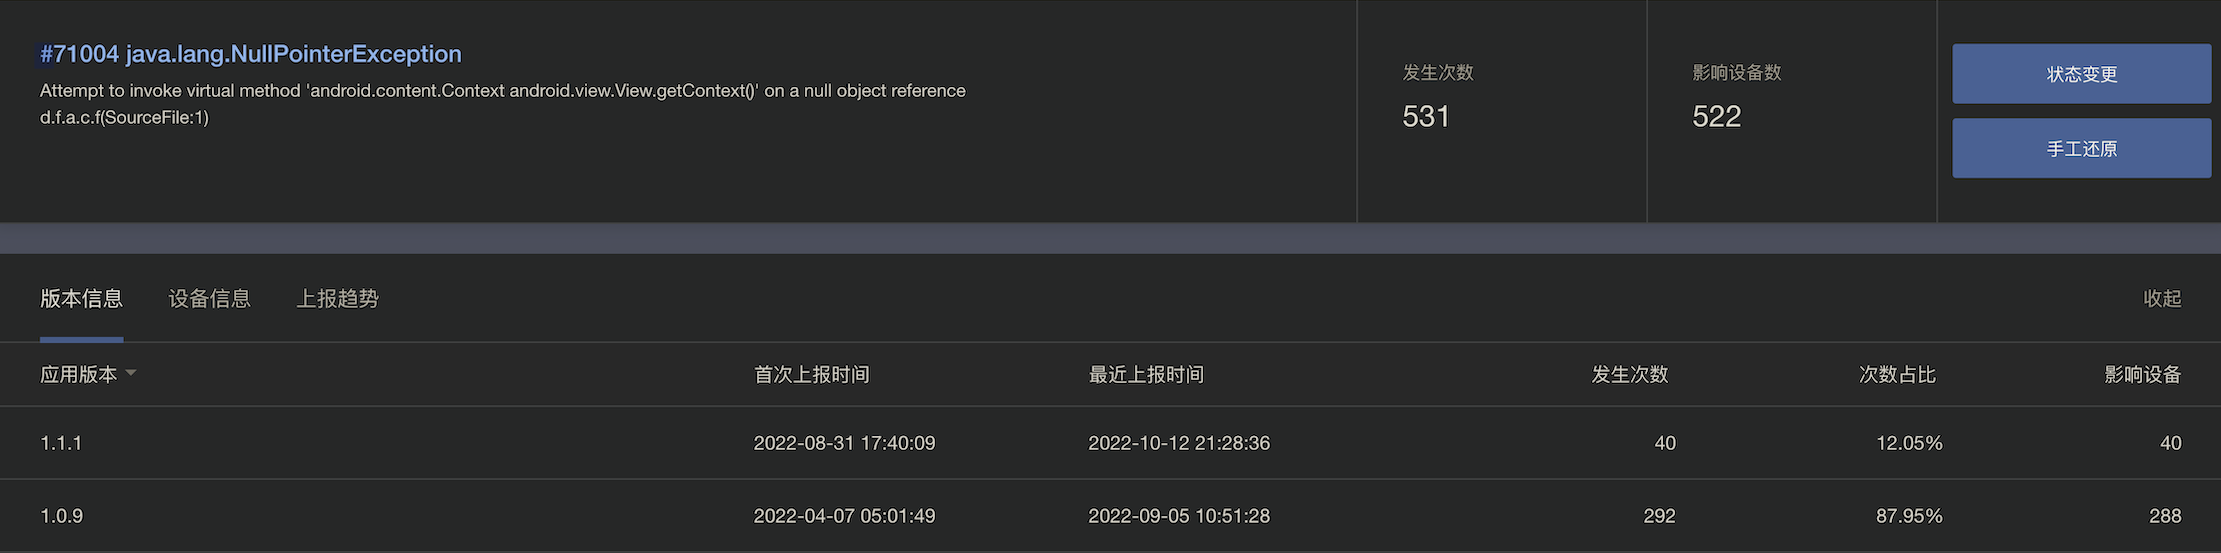 #71004 java.lang.NullPointerException
Attempt to invoke virtual method 'android.content.Context android.view.View.getContext()' on a null object reference
d.f.a.c.f(SourceFile:1)
发生次数
531
影响设备数
522
状态变更
手工还原
版本信息 设备信息 上报趋势 收起
应用版本 首次上报时间 最近上报时间 发生次数 次数占比 影响设备
1.1.1 2022-08-31 17:40:09 2022-10-12 21:28:36 40 12.05% 40
1.0.9 2022-04-07 05:01:49 2022-09-05 10:51:28 292 87.95% 288